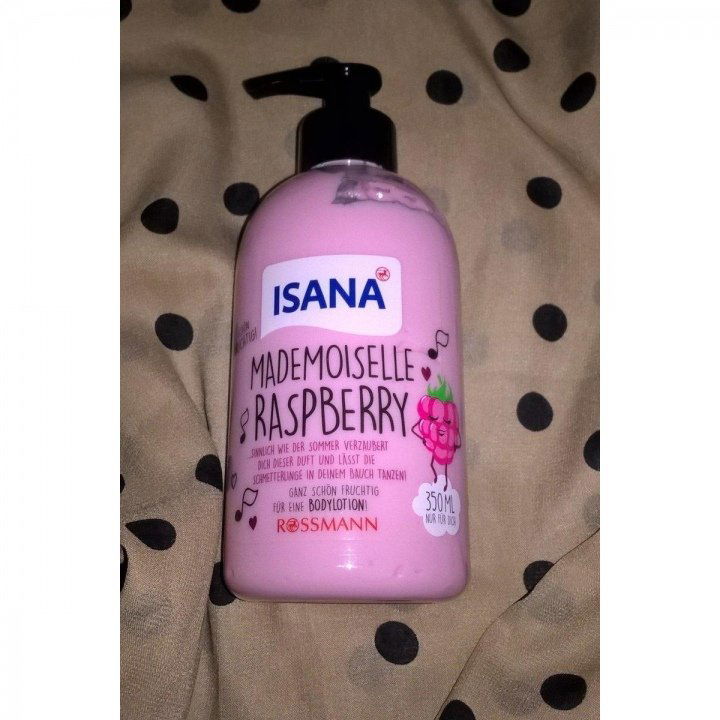 ISANA
MADEMOISELLE
RASPBERRY
SINNLICH WIE DER SOMMER VERZAUBERT
DICH DIESER DUFT UND LÄSST DIE
SCHMETTERLINGE IN DEINEM BAUCH TANZEN!
GANZ SCHÖN FRUCHTIG
FÜR EINE BODYLOTION!
ROSSMANN
350 ML
NUR FÜR DICH